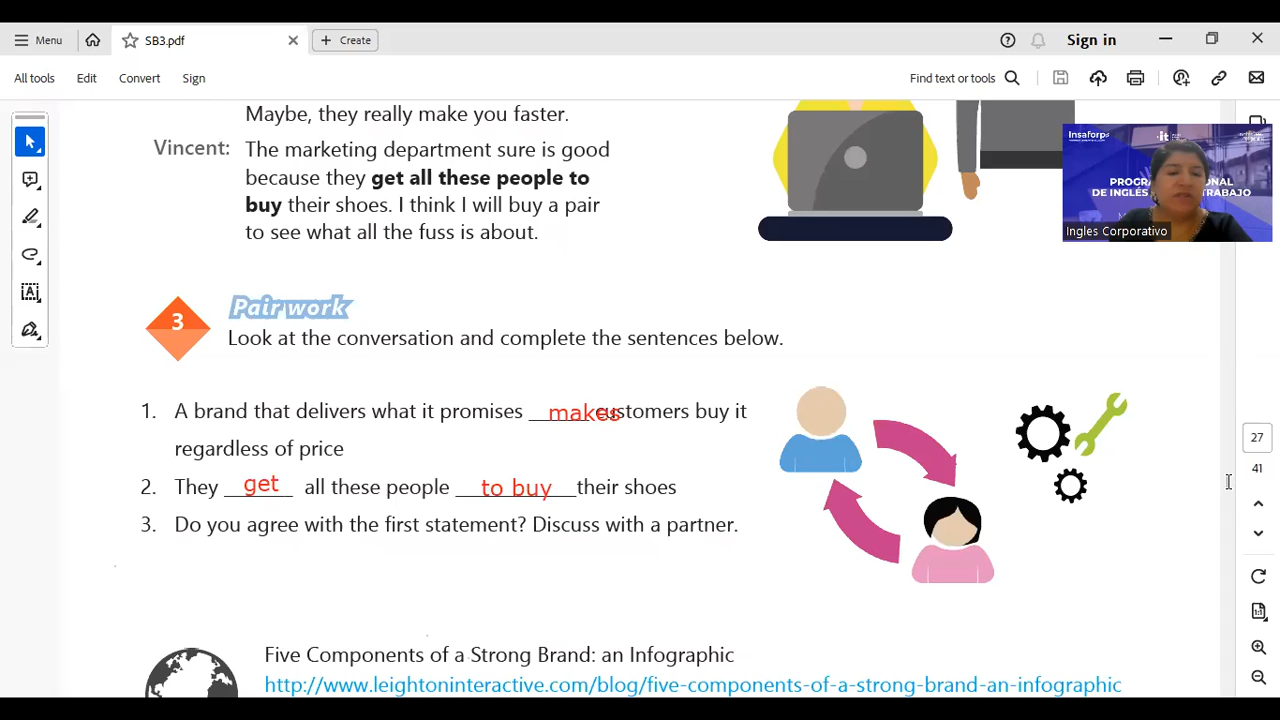 Menu
SB3.pdf
Create
Sign in
All tools
Edit
Convert
Sign
Find text or tools
Maybe, they really make you faster.
Vincent: The marketing department sure is good
because they get all these people to
buy their shoes. I think I will buy a pair
to see what all the fuss is about.
Insaforp
Ingles Corporativo
3
Pair work
Look at the conversation and complete the sentences below.
1. A brand that delivers what it promises ______ makes customers buy it
regardless of price
2. They get all these people to buy their shoes
3. Do you agree with the first statement? Discuss with a partner.
27
41
Five Components of a Strong Brand: an Infographic
http://www.leightoninteractive.com/blog/five-components-of-a-strong-brand-an-infographic